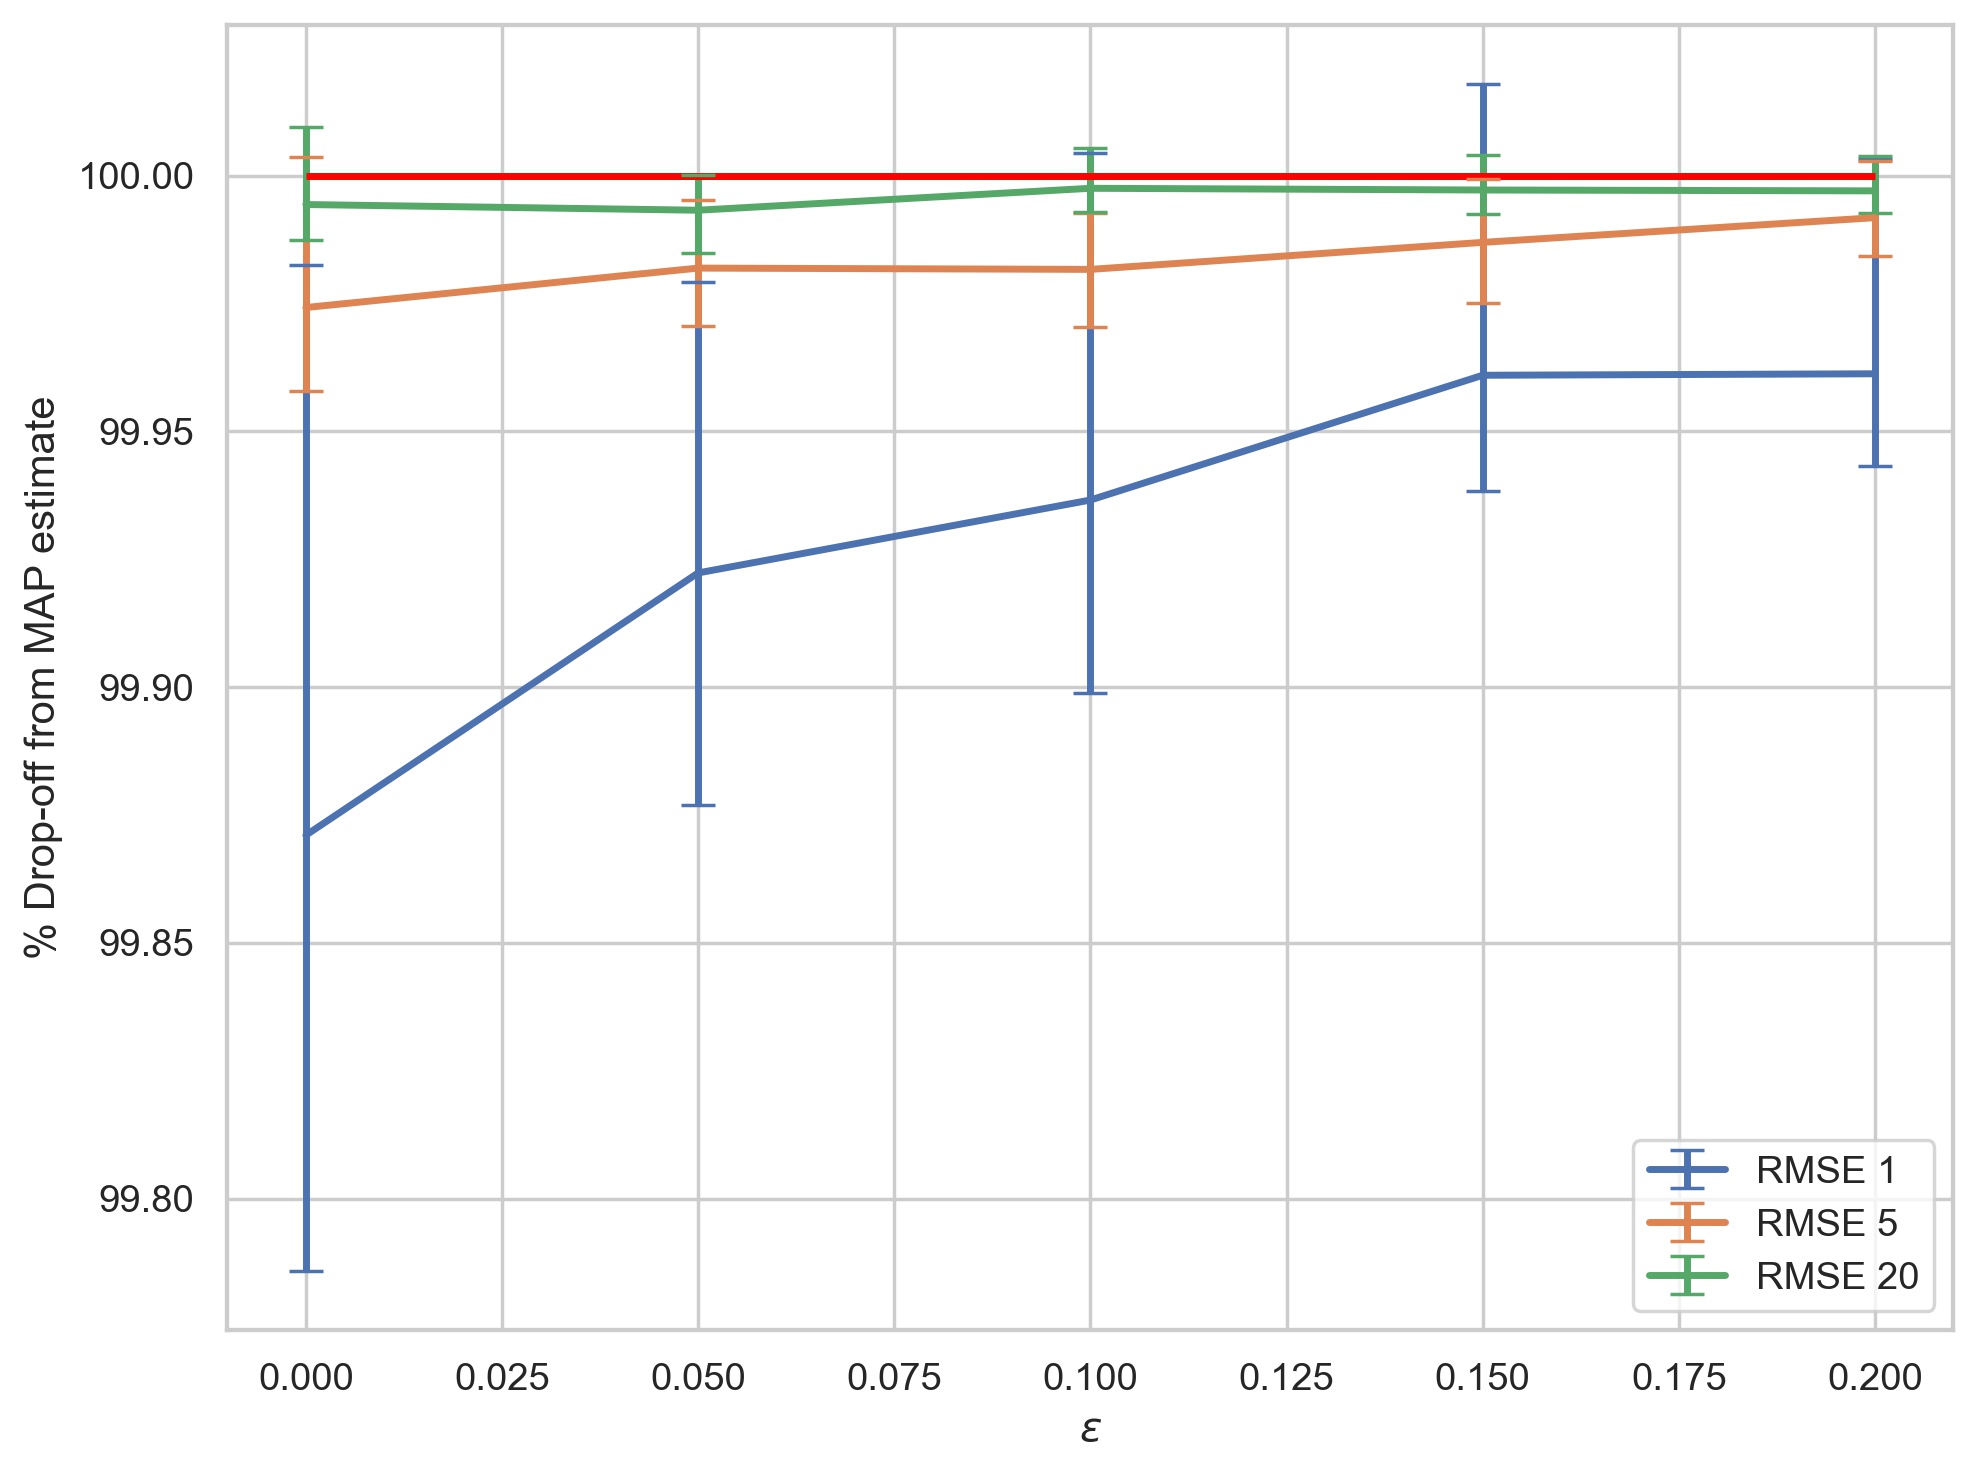 % Drop-off from MAP estimate
100.00
99.95
99.90
99.85
99.80
0.000 0.025 0.050 0.075 0.100 0.125 0.150 0.175 0.200
ε
RMSE 1
RMSE 5
RMSE 20